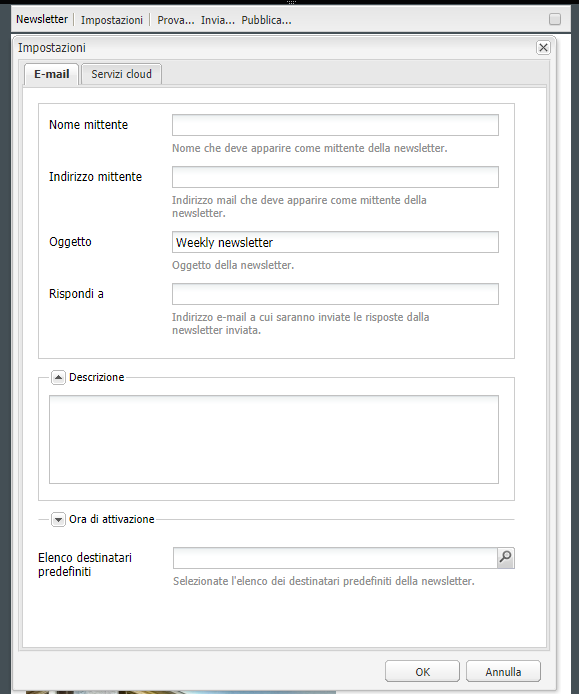 Newsletter Impostazioni Prova... Invia... Pubblica...
Impostazioni
E-mail Servizi cloud
Nome mittente
Nome che deve apparire come mittente della newsletter.
Indirizzo mittente
Indirizzo mail che deve apparire come mittente della
newsletter.
Oggetto Weekly newsletter
Oggetto della newsletter.
Rispondi a
Indirizzo e-mail a cui saranno inviate le risposte dalla
newsletter inviata.
Descrizione
Ora di attivazione
Elenco destinatari
predefiniti
Selezionate l'elenco dei destinatari predefiniti della newsletter.
OK Annulla